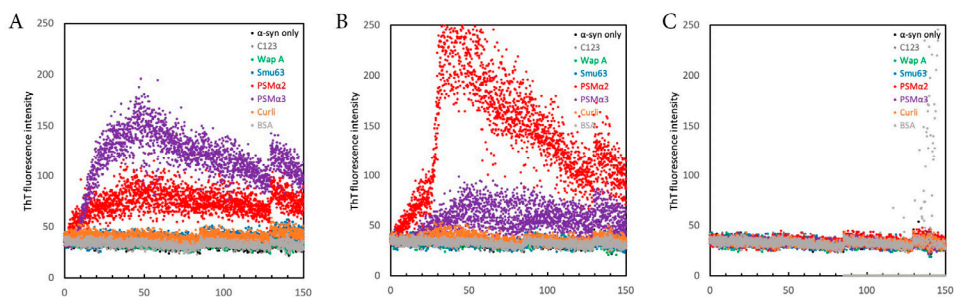 A
ThT fluorescence intensity
250
200
150
100
50
0
0 50 100 150
α-syn only
C123
Wap A
Smu63
PSMα2
PSMα3
Curli
BSA
B
ThT fluorescence intensity
250
200
150
100
50
0
0 50 100 150
α-syn only
C123
Wap A
Smu63
PSMα2
PSMα3
Curli
BSA
C
ThT fluorescence intensity
250
200
150
100
50
0
0 50 100 150
α-syn only
C123
Wap A
Smu63
PSMα2
PSMα3
Curli
BSA